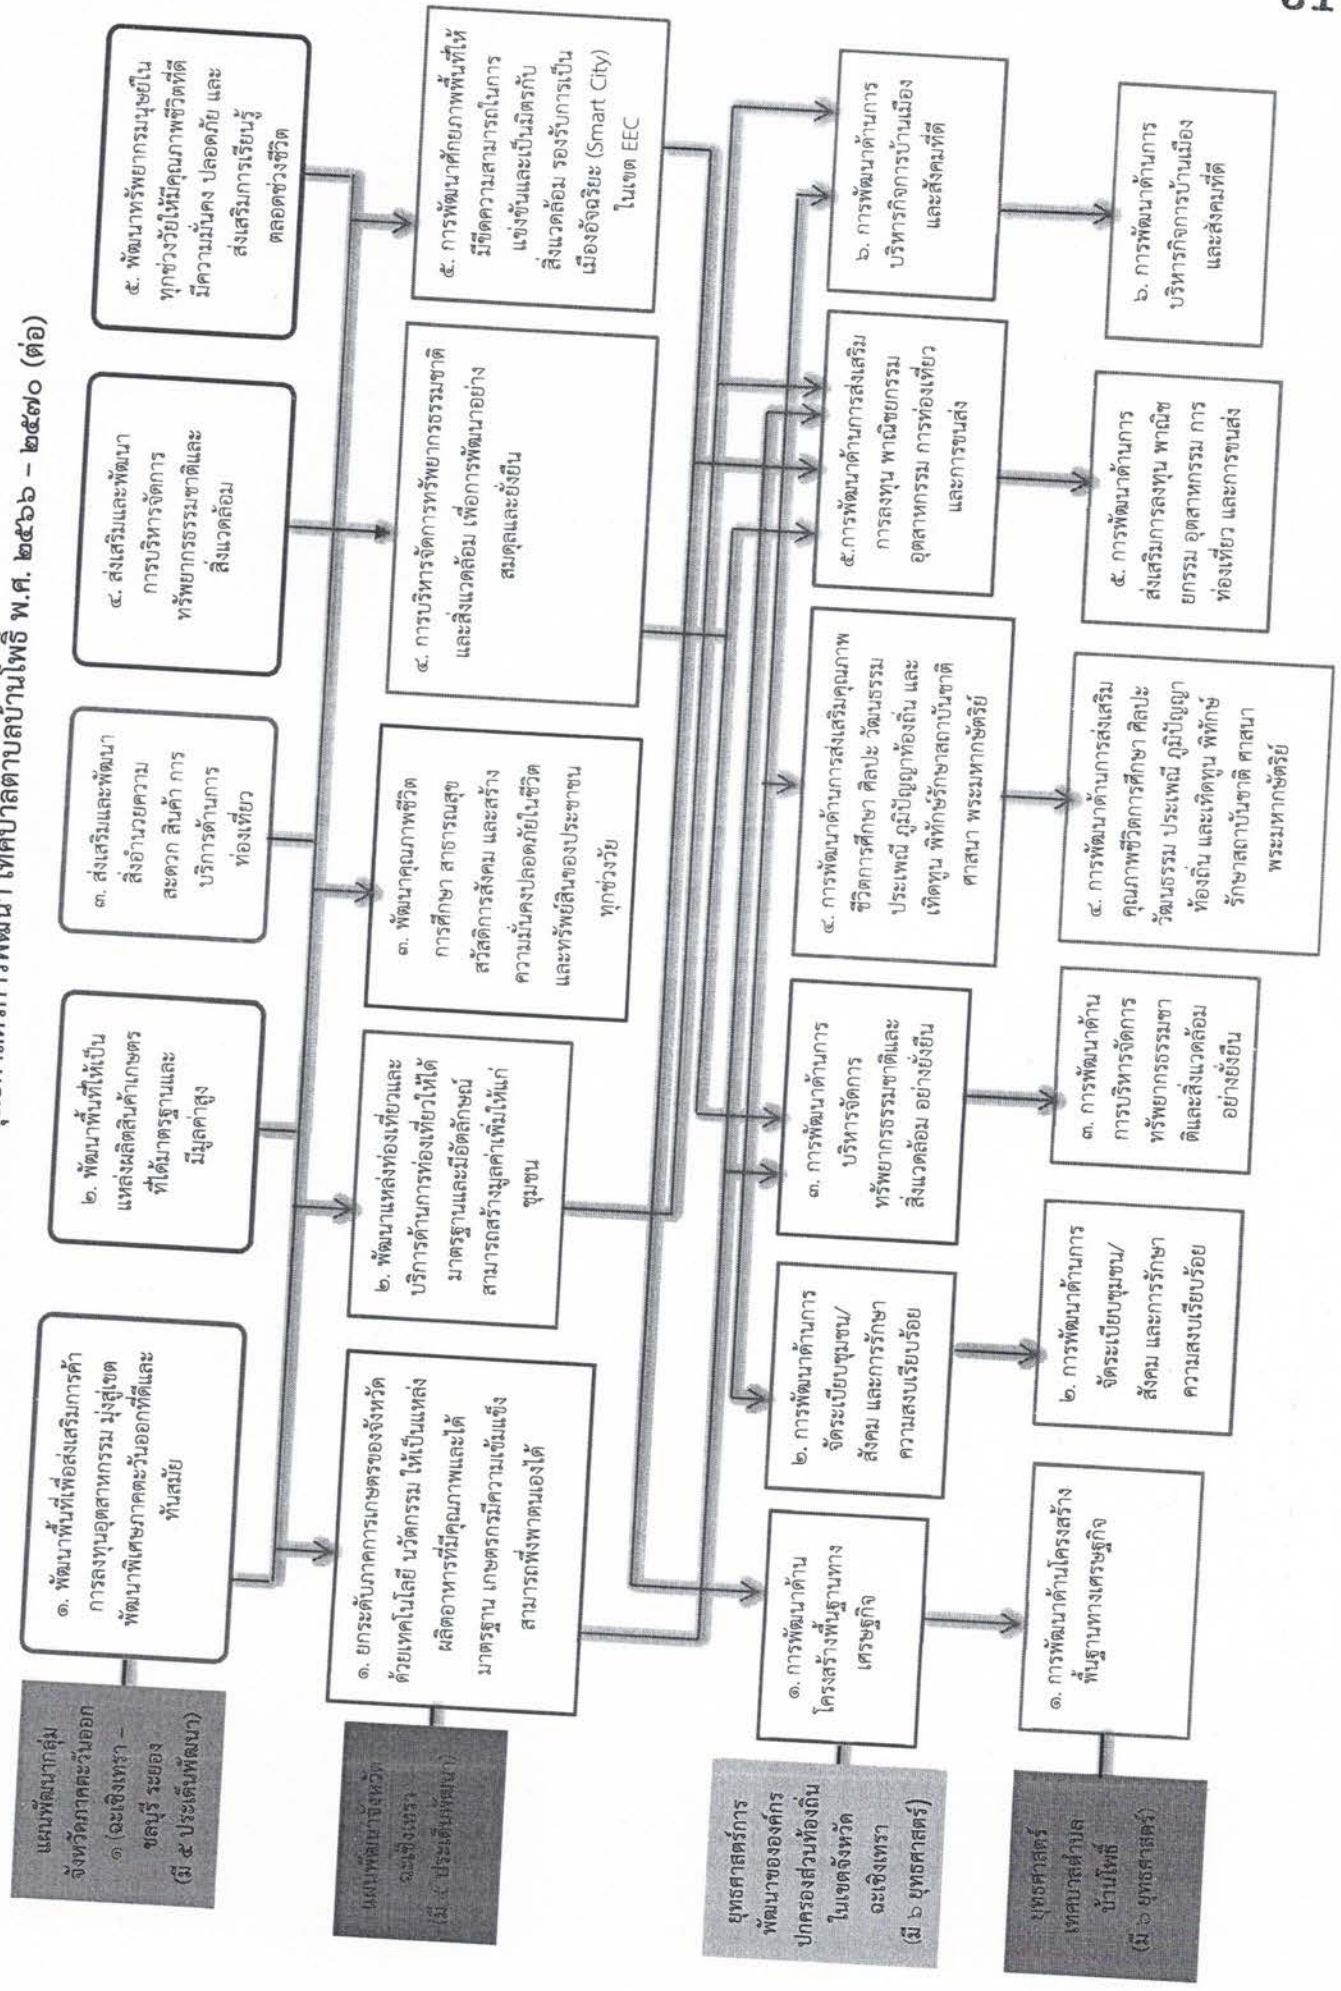 การพัฒนา เทศบาลตำบลบ้านโพธิ์ พ.ศ. ๒๕๖๖ – ๒๕๗๐ (ต่อ)
แผนพัฒนากลุ่ม
จังหวัดภาคตะวันออก
๑ (ฉะเชิงเทรา –
ชลบุรี ระยอง
(มี ๕ ประเด็นพัฒนา)
๑. พัฒนาพื้นที่เพื่อส่งเสริมการค้า
การลงทุนอุตสาหกรรม มุ่งสู่เขต
พัฒนาพิเศษภาคตะวันออกที่ดีและ
ทันสมัย
๒. พัฒนาพื้นที่ให้เป็น
แหล่งผลิตสินค้าเกษตร
ที่ได้มาตรฐานและ
มีมูลค่าสูง
๓. ส่งเสริมและพัฒนา
สิ่งอำนวยความ
สะดวก สินค้า การ
บริการด้านการ
ท่องเที่ยว
๔. ส่งเสริมและพัฒนา
การบริหารจัดการ
ทรัพยากรธรรมชาติและ
สิ่งแวดล้อม
๕. พัฒนาทรัพยากรมนุษย์ใน
ทุกช่วงวัยให้มีคุณภาพชีวิตที่ดี
มีความมั่นคง ปลอดภัย และ
ส่งเสริมการเรียนรู้
ตลอดช่วงชีวิต
แผนพัฒนาจังหวัด
ฉะเชิงเทรา
(มี ๕ ประเด็นพัฒนา)
๑. ยกระดับภาคการเกษตรของจังหวัด
ด้วยเทคโนโลยี นวัตกรรม ให้เป็นแหล่ง
ผลิตอาหารที่มีคุณภาพและได้
มาตรฐาน เกษตรกรมีความเข้มแข็ง
สามารถพึ่งพาตนเองได้
๒. พัฒนาแหล่งท่องเที่ยวและ
บริการด้านการท่องเที่ยวให้ได้
มาตรฐานและมีอัตลักษณ์
สามารถสร้างมูลค่าเพิ่มให้แก่
ชุมชน
๓. พัฒนาคุณภาพชีวิต
การศึกษา สาธารณสุข
สวัสดิการสังคม และสร้าง
ความมั่นคงปลอดภัยในชีวิต
และทรัพย์สินของประชาชน
ทุกช่วงวัย
๔. การบริหารจัดการทรัพยากรธรรมชาติ
และสิ่งแวดล้อม เพื่อการพัฒนาอย่าง
สมดุลและยั่งยืน
๕. การพัฒนาศักยภาพพื้นที่ให้
มีขีดความสามารถในการ
แข่งขันและเป็นมิตรกับ
สิ่งแวดล้อม รองรับการเป็น
เมืองอัจฉริยะ (Smart City)
ในเขต EEC
ยุทธศาสตร์การ
พัฒนาขององค์กร
ปกครองส่วนท้องถิ่น
ในเขตจังหวัด
ฉะเชิงเทรา
(มี ๖ ยุทธศาสตร์)
๑. การพัฒนาด้าน
โครงสร้างพื้นฐานทาง
เศรษฐกิจ
๒. การพัฒนาด้านการ
จัดระเบียบชุมชน/
สังคม และการรักษา
ความสงบเรียบร้อย
๓. การพัฒนาด้านการ
บริหารจัดการ
ทรัพยากรธรรมชาติและ
สิ่งแวดล้อม อย่างยั่งยืน
๔. การพัฒนาด้านการส่งเสริมคุณภาพ
ชีวิตการศึกษา ศิลปะ วัฒนธรรม
ประเพณี ภูมิปัญญาท้องถิ่น และ
เทิดทูน พิทักษ์รักษาสถาบันชาติ
ศาสนา พระมหากษัตริย์
๕.การพัฒนาด้านการส่งเสริม
การลงทุน พาณิชยกรรม
อุตสาหกรรม การท่องเที่ยว
และการขนส่ง
๖. การพัฒนาด้านการ
บริหารกิจการบ้านเมือง
และสังคมที่ดี
ยุทธศาสตร์
เทศบาลตำบล
บ้านโพธิ์
(มี ๖ ยุทธศาสตร์)
๑. การพัฒนาด้านโครงสร้าง
พื้นฐานทางเศรษฐกิจ
๒. การพัฒนาด้านการ
จัดระเบียบชุมชน/
สังคม และการรักษา
ความสงบเรียบร้อย
๓. การพัฒนาด้าน
การบริหารจัดการ
ทรัพยากรธรรมชา
ติและสิ่งแวดล้อม
อย่างยั่งยืน
๔. การพัฒนาด้านการส่งเสริม
คุณภาพชีวิตการศึกษา ศิลปะ
วัฒนธรรม ประเพณี ภูมิปัญญา
ท้องถิ่น และเทิดทูน พิทักษ์
รักษาสถาบันชาติ ศาสนา
พระมหากษัตริย์
๕. การพัฒนาด้านการ
ส่งเสริมการลงทุน พาณิช
ยกรรม อุตสาหกรรม การ
ท่องเที่ยว และการขนส่ง
๖. การพัฒนาด้านการ
บริหารกิจการบ้านเมือง
และสังคมที่ดี